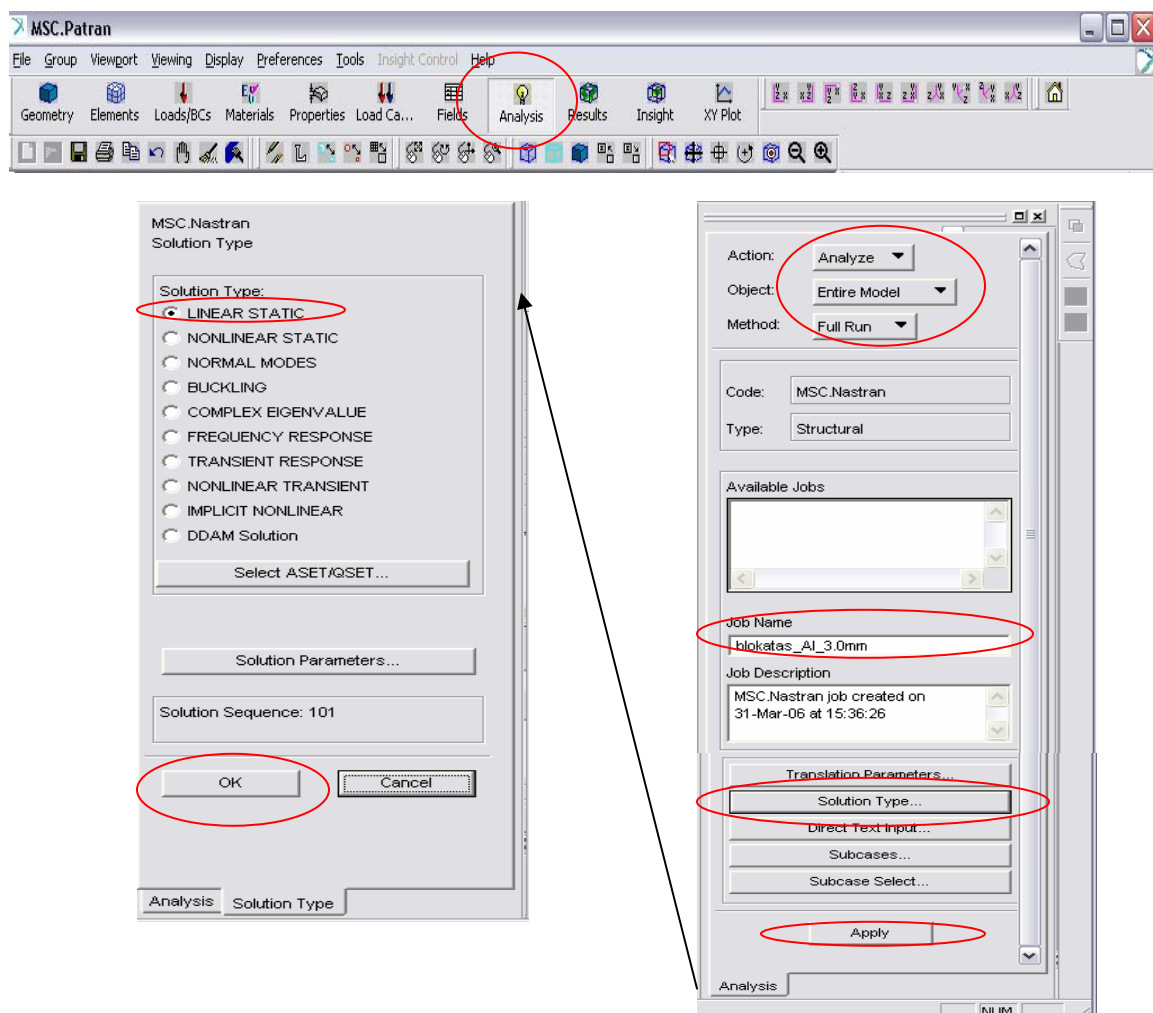 MSC.Patran
File Group Viewport Viewing Display Preferences Tools Insight Control Help
Geometry Elements Loads/BCs Materials Properties Load Ca... Fields Analysis Results Insight XY Plot
MSC.Nastran
Solution Type
Solution Type:
LINEAR STATIC
NONLINEAR STATIC
NORMAL MODES
BUCKLING
COMPLEX EIGENVALUE
FREQUENCY RESPONSE
TRANSIENT RESPONSE
NONLINEAR TRANSIENT
IMPLICIT NONLINEAR
DDAM Solution
Select ASET/QSET...
Solution Parameters...
Solution Sequence: 101
OK Cancel
Analysis Solution Type
Action: Analyze
Object: Entire Model
Method: Full Run
Code: MSC.Nastran
Type: Structural
Available Jobs
Job Name
blokatas_Al_3.0mm
Job Description
MSC.Nastran job created on
31-Mar-06 at 15:36:26
Translation Parameters...
Solution Type...
Direct Text Input...
Subcases...
Subcase Select...
Apply
Analysis
NUM